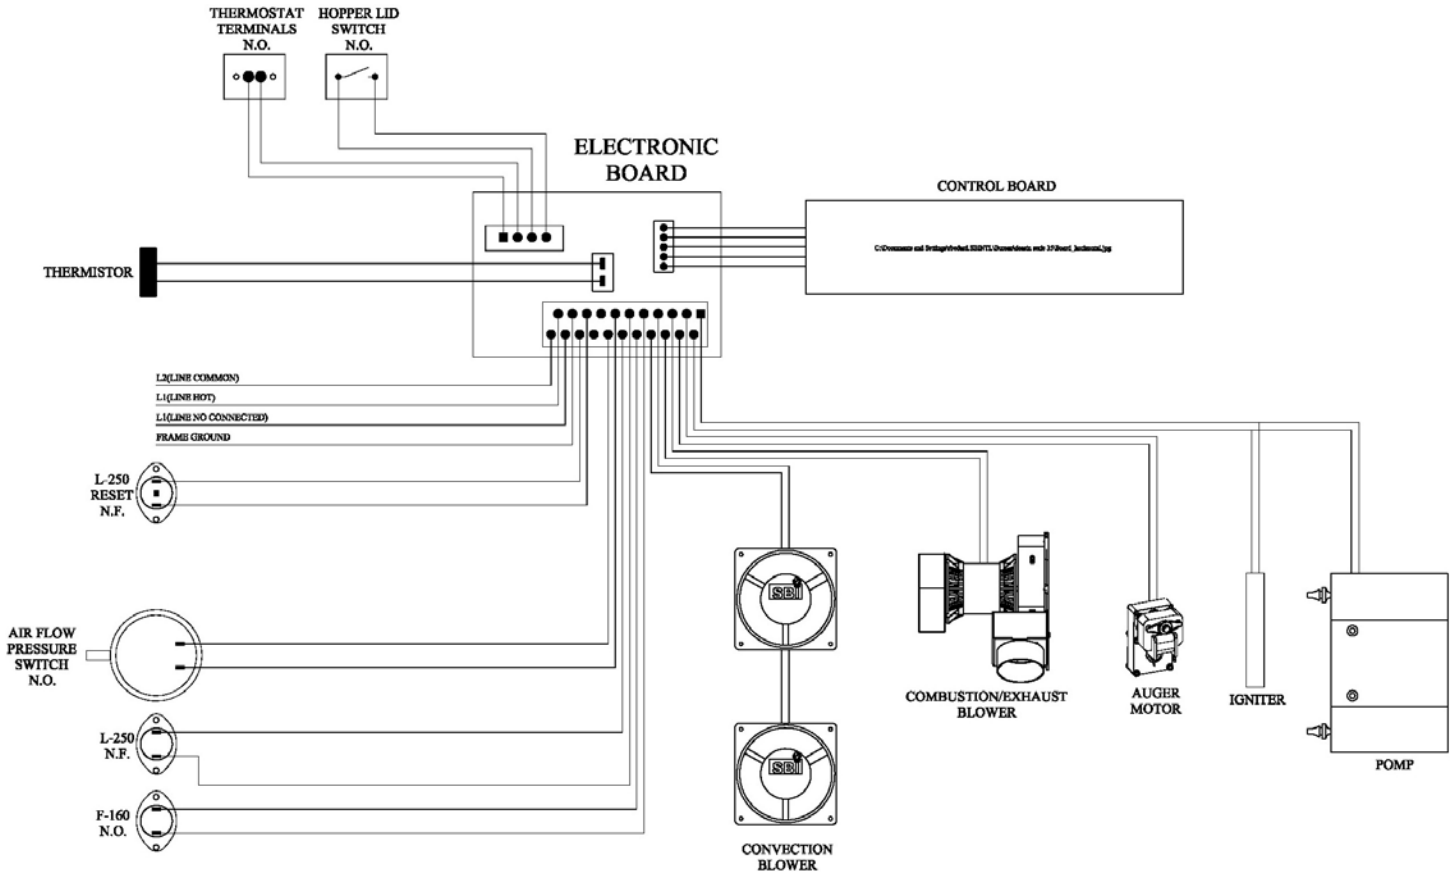 THERMOSTAT
TERMINALS
N.O.
HOPPER LID
SWITCH
N.O.
ELECTRONIC
BOARD
CONTROL BOARD
THERMISTOR
L2(LINE COMMON)
L1(LINE HOT)
L1(LINE NO CONNECTED)
FRAME GROUND
L-250
RESET
N.F.
AIR FLOW
PRESSURE
SWITCH
N.O.
L-250
N.F.
F-160
N.O.
SBI
SBI
CONVECTION
BLOWER
COMBUSTION/EXHAUST
BLOWER
AUGER
MOTOR
IGNITER
POMP